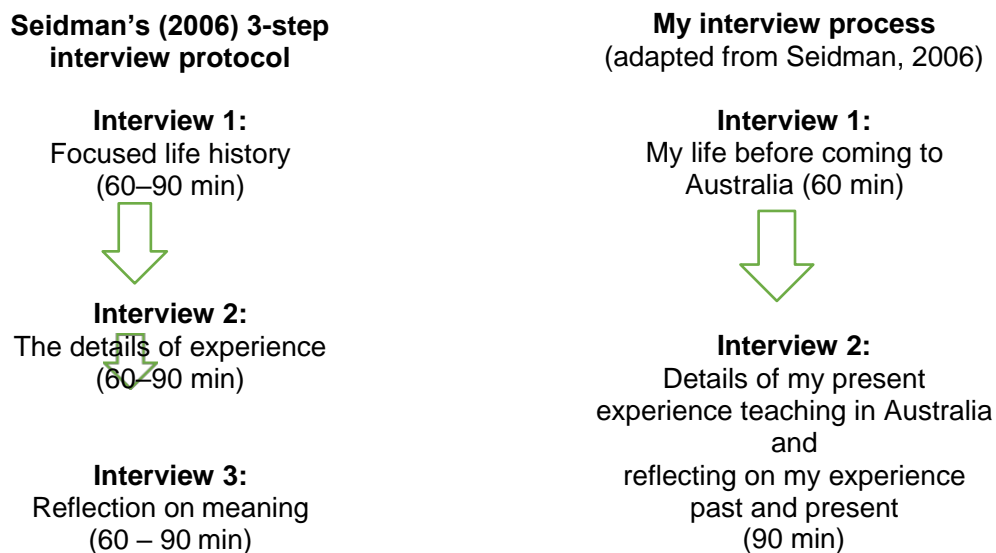 Seidman’s (2006) 3-step
interview protocol
Interview 1:
Focused life history
(60–90 min)
Interview 2:
The details of experience
(60–90 min)
Interview 3:
Reflection on meaning
(60 – 90 min)
My interview process
(adapted from Seidman, 2006)
Interview 1:
My life before coming to
Australia (60 min)
Interview 2:
Details of my present
experience teaching in Australia
and
reflecting on my experience
past and present
(90 min)